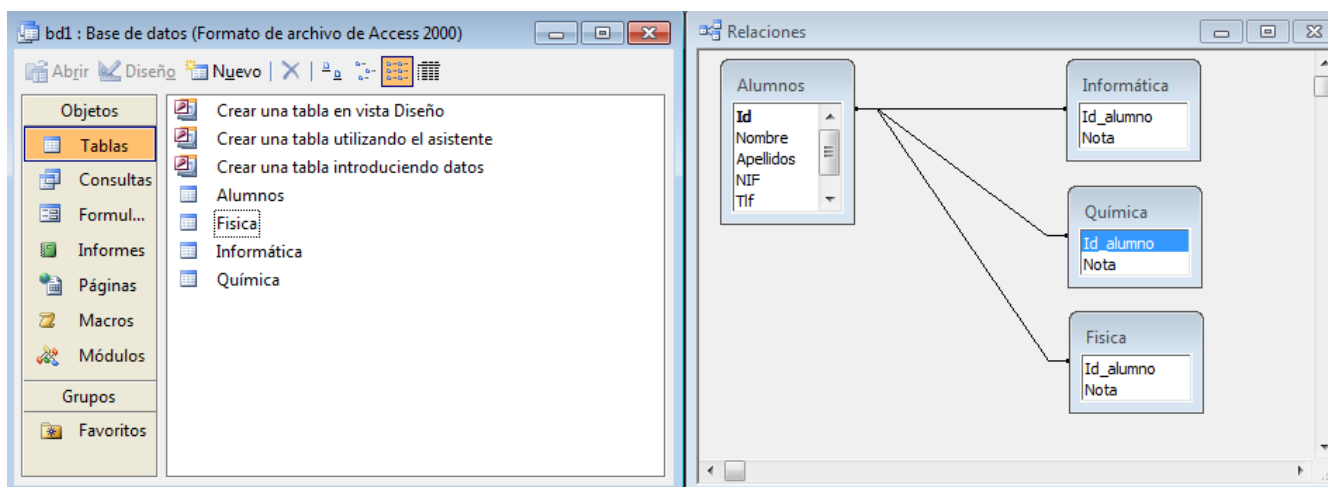 bd1 : Base de datos (Formato de archivo de Access 2000)
Abrir Diseño Nuevo
Objetos
Tablas
Consultas
Formul...
Informes
Páginas
Macros
Módulos
Grupos
Favoritos
Crear una tabla en vista Diseño
Crear una tabla utilizando el asistente
Crear una tabla introduciendo datos
Alumnos
Fisica
Informática
Química
Relaciones
Alumnos
Id
Nombre
Apellidos
NIF
Tlf
Informática
Id_alumno
Nota
Química
Id_alumno
Nota
Fisica
Id_alumno
Nota